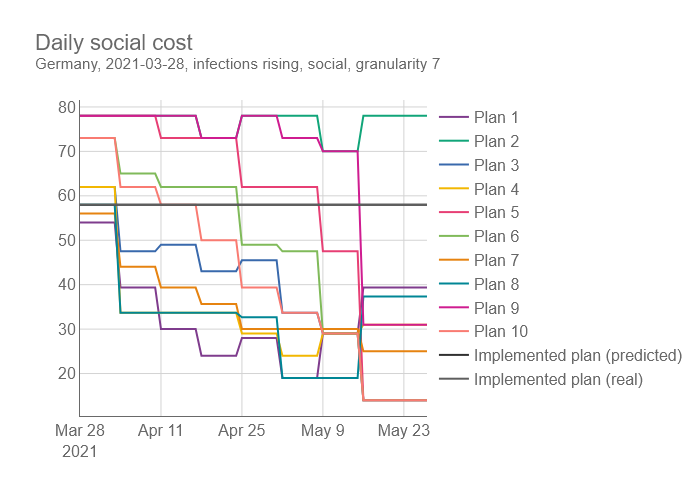 Daily social cost
Germany, 2021-03-28, infections rising, social, granularity 7
80
70
60
50
40
30
20
Mar 28
2021
Apr 11
Apr 25
May 9
May 23
Plan 1
Plan 2
Plan 3
Plan 4
Plan 5
Plan 6
Plan 7
Plan 8
Plan 9
Plan 10
Implemented plan (predicted)
Implemented plan (real)